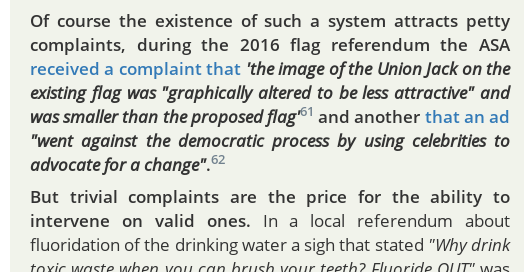 Of course the existence of such a system attracts petty
complaints, during the 2016 flag referendum the ASA
received a complaint that 'the image of the Union Jack on the
existing flag was "graphically altered to be less attractive" and
was smaller than the proposed flag'61 and another that an ad
"went against the democratic process by using celebrities to
advocate for a change".62
But trivial complaints are the price for the ability to
intervene on valid ones. In a local referendum about
fluoridation of the drinking water a sigh that stated "Why drink
toxic waste when you can brush your teeth? Fluoride OUT" was